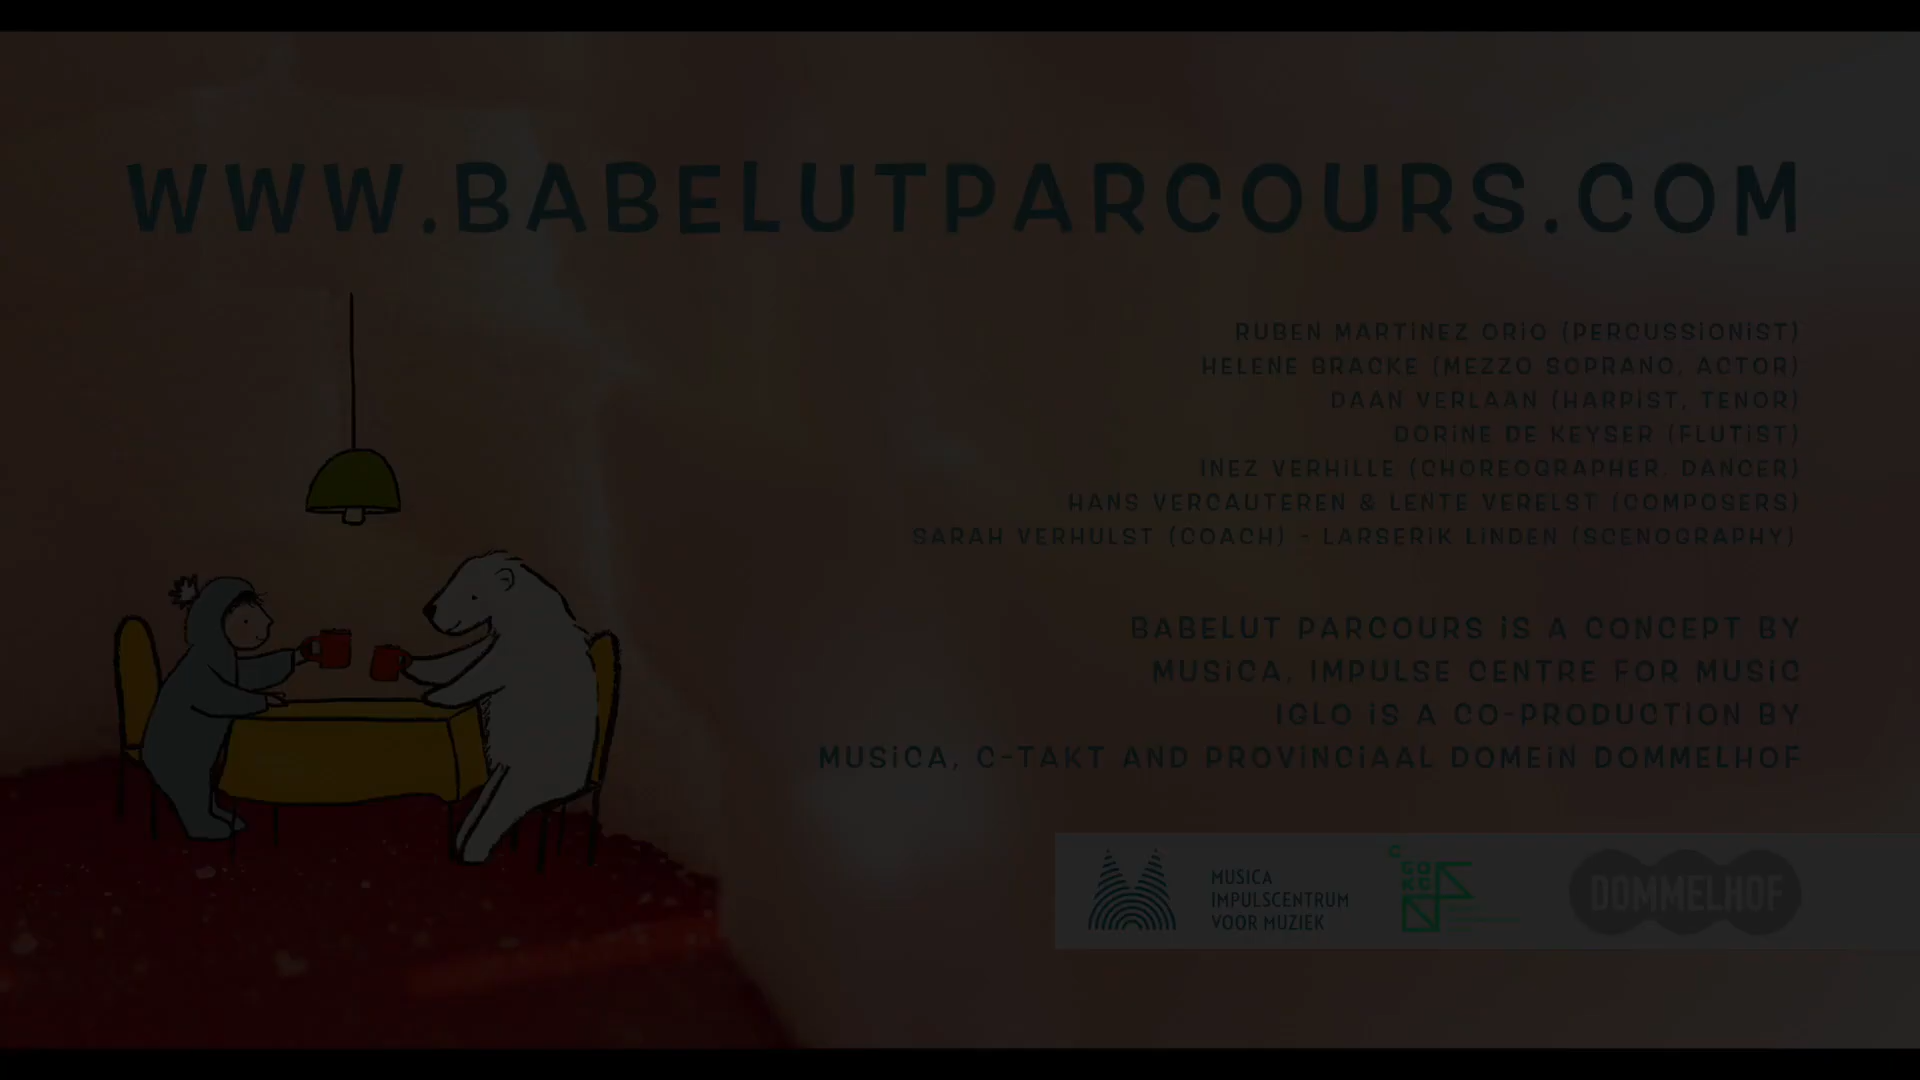 WWW.BABELUTPARCOURS.COM
RUBEN MARTINEZ ORIO (PERCUSSIONIST)
HELENE BRACKE (MEZZO SOPRANO, ACTOR)
DAAN VERLAAN (HARPIST, TENOR)
DORINE DE KEYSER (FLUTIST)
INEZ VERHILLE (CHOREOGRAPHER, DANCER)
HANS VERCAUTEREN & LENTE VERELST (COMPOSERS)
SARAH VERHULST (COACH) - LARSERIK LINDEN (SCENOGRAPHY)
BABELUT PARCOURS IS A CONCEPT BY
MUSICA, IMPULSE CENTRE FOR MUSIC
IGLO IS A CO-PRODUCTION BY
MUSICA, C-TAKT AND PROVINCIAAL DOMEIN DOMMELHOF
MUSICA
IMPULSCENTRUM
VOOR MUZIEK
DOMMELHOF